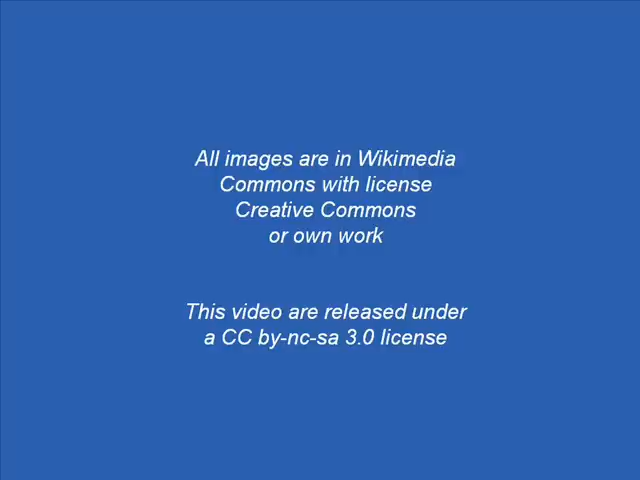 All images are in Wikimedia
Commons with license
Creative Commons
or own work
This video are released under
a CC by-nc-sa 3.0 license